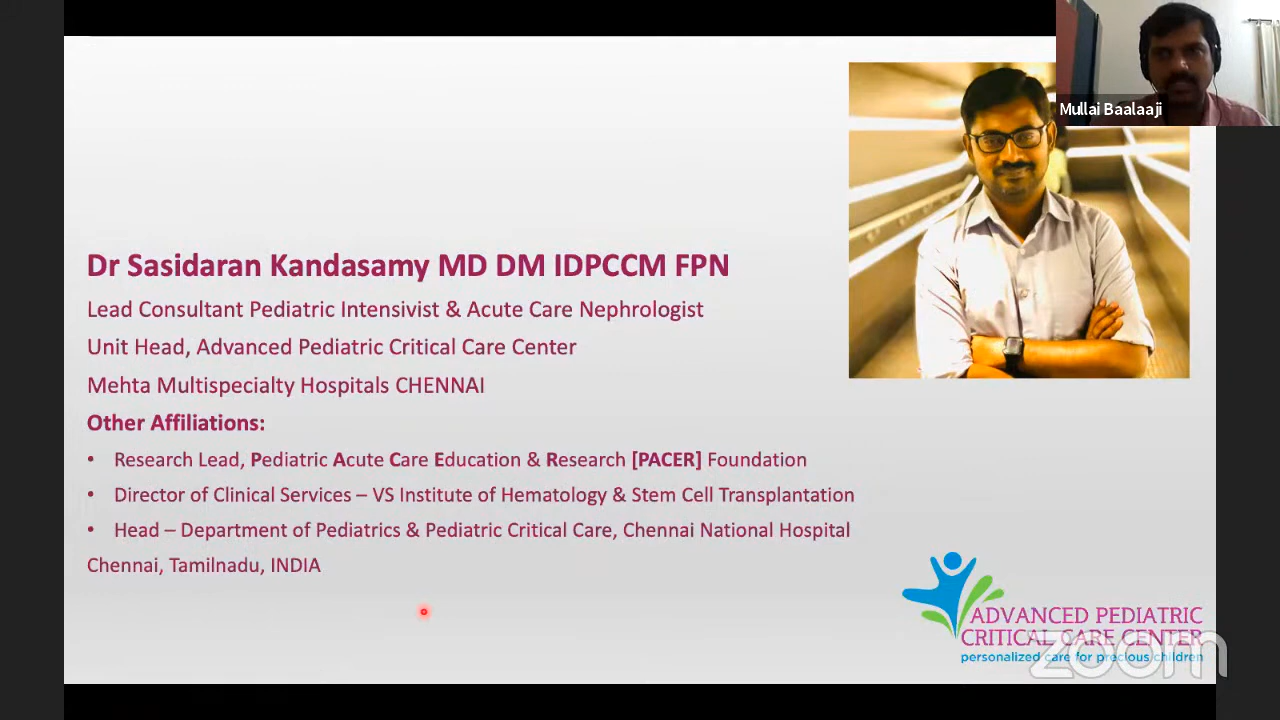 Mullai Baalaaji
Dr Sasidaran Kandasamy MD DM IDPCCM FPN
Lead Consultant Pediatric Intensivist & Acute Care Nephrologist
Unit Head, Advanced Pediatric Critical Care Center
Mehta Multispecialty Hospitals CHENNAI
Other Affiliations:
• Research Lead, Pediatric Acute Care Education & Research [PACER] Foundation
• Director of Clinical Services – VS Institute of Hematology & Stem Cell Transplantation
• Head – Department of Pediatrics & Pediatric Critical Care, Chennai National Hospital
Chennai, Tamilnadu, INDIA
ADVANCED PEDIATRIC
CRITICAL CARE CENTER
personalized care for precious children
zoom